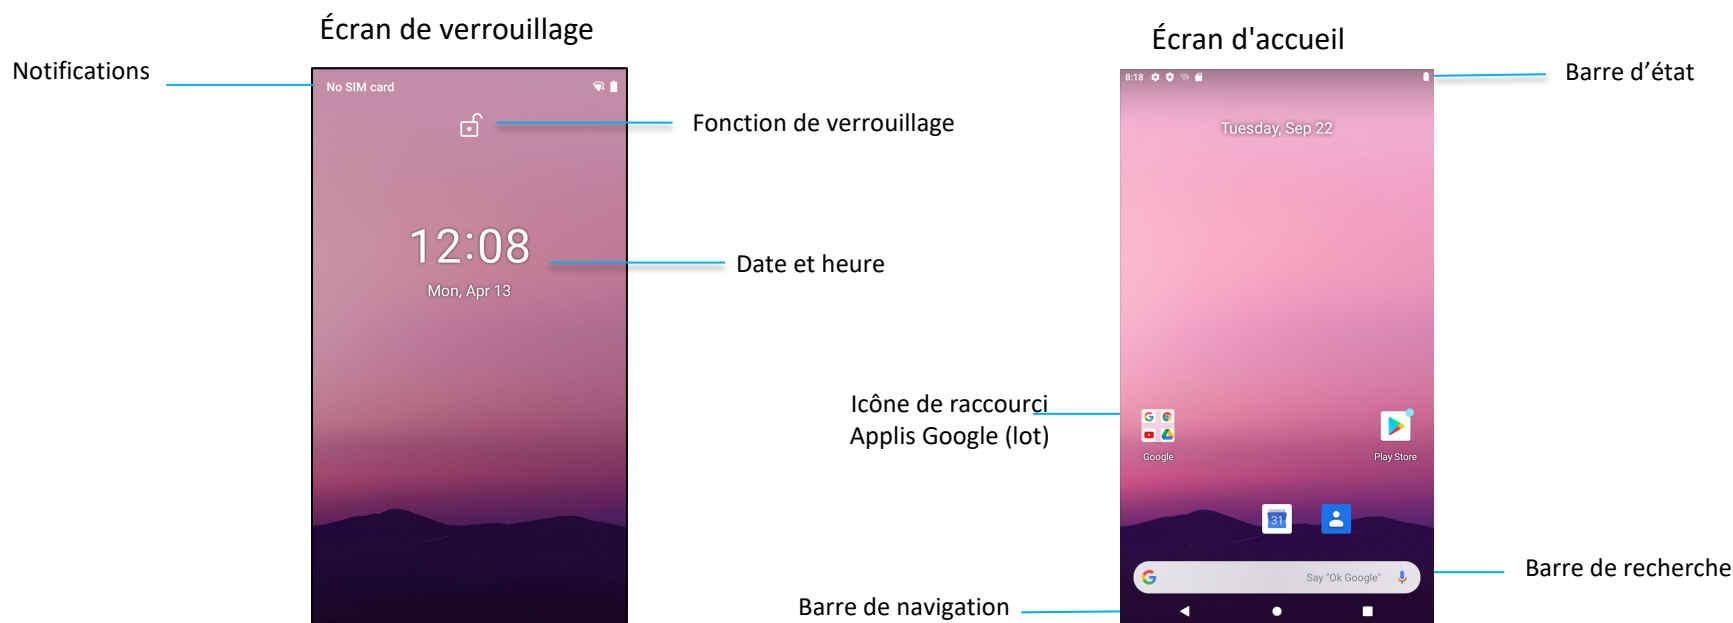 Écran de verrouillage
Notifications
No SIM card
Fonction de verrouillage
12:08
Mon, Apr 13
Date et heure
Écran d'accueil
8:18
Barre d’état
Tuesday, Sep 22
Icône de raccourci
Applis Google (lot)
Google
Play Store
31
Say "Ok Google"
Barre de recherche
Barre de navigation